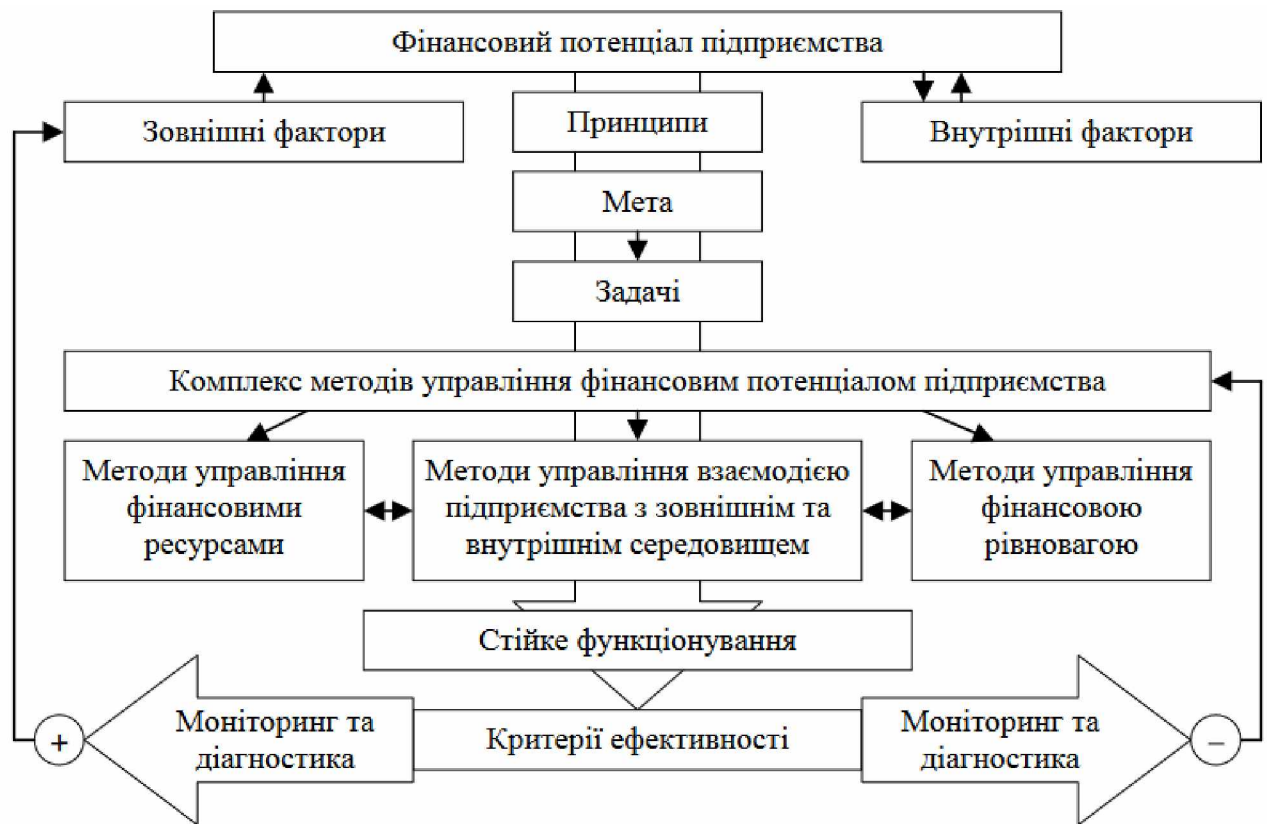 Фінансовий потенціал підприємства
Зовнішні фактори
Принципи
Внутрішні фактори
Мета
Задачі
Комплекс методів управління фінансовим потенціалом підприємства
Методи управління
фінансовими
ресурсами
Методи управління взаємодією
підприємства з зовнішнім та
внутрішнім середовищем
Методи управління
фінансовою
рівновагою
Стійке функціонування
+
Моніторинг та
діагностика
Критерії ефективності
Моніторинг та
діагностика
–